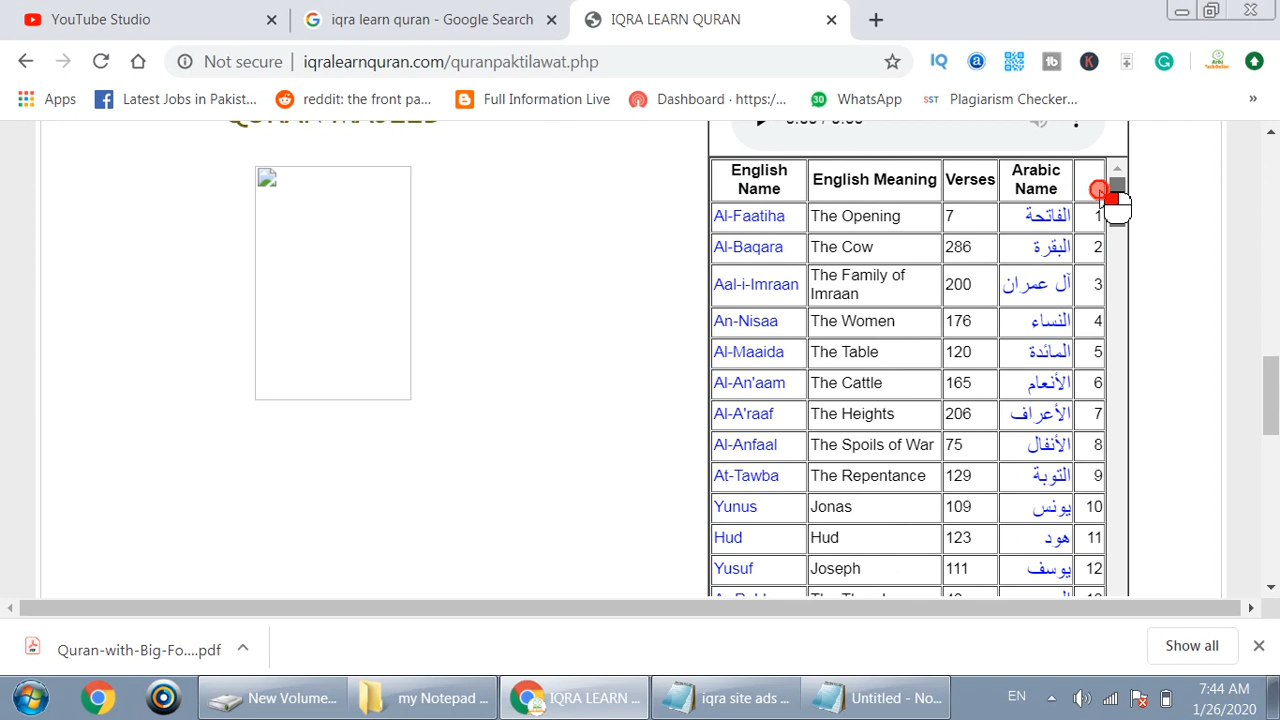 YouTube Studio
iqra learn quran - Google Search
IQRA LEARN QURAN
Not secure
iqralearnquran.com/quranpaktilawat.php
Apps
Latest Jobs in Pakist...
reddit: the front pa...
Full Information Live
Dashboard : https:/...
WhatsApp
Plagiarism Checker...
»
English Name English Meaning Verses Arabic Name
Al-Faatiha The Opening 7 الفاتحة 1
Al-Baqara The Cow 286 البقرة 2
Aal-i-Imraan The Family of Imraan 200 آل عمران 3
An-Nisaa The Women 176 النساء 4
Al-Maaida The Table 120 المائدة 5
Al-An'aam The Cattle 165 الأنعام 6
Al-A'raaf The Heights 206 الأعراف 7
Al-Anfaal The Spoils of War 75 الأنفال 8
At-Tawba The Repentance 129 التوبة 9
Yunus Jonas 109 يونس 10
Hud Hud 123 هود 11
Yusuf Joseph 111 يوسف 12
Quran-with-Big-Fo....pdf
Show all
New Volume...
my Notepad ...
IQRA LEARN ...
iqra site ads ...
Untitled - No...
EN
7:44 AM
1/26/2020